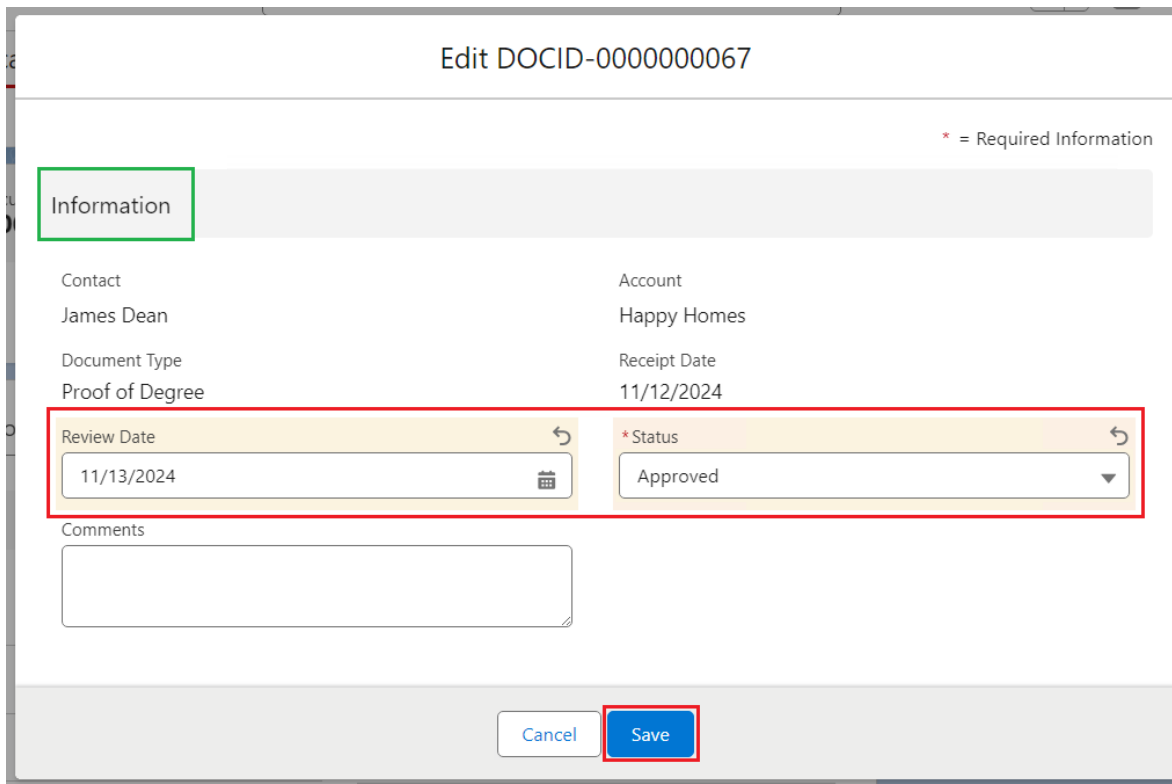 Edit DOCID-0000000067
* = Required Information
Information
Contact
Account
James Dean
Happy Homes
Document Type
Receipt Date
Proof of Degree
11/12/2024
Review Date
*Status
11/13/2024
Approved
Comments
Cancel
Save